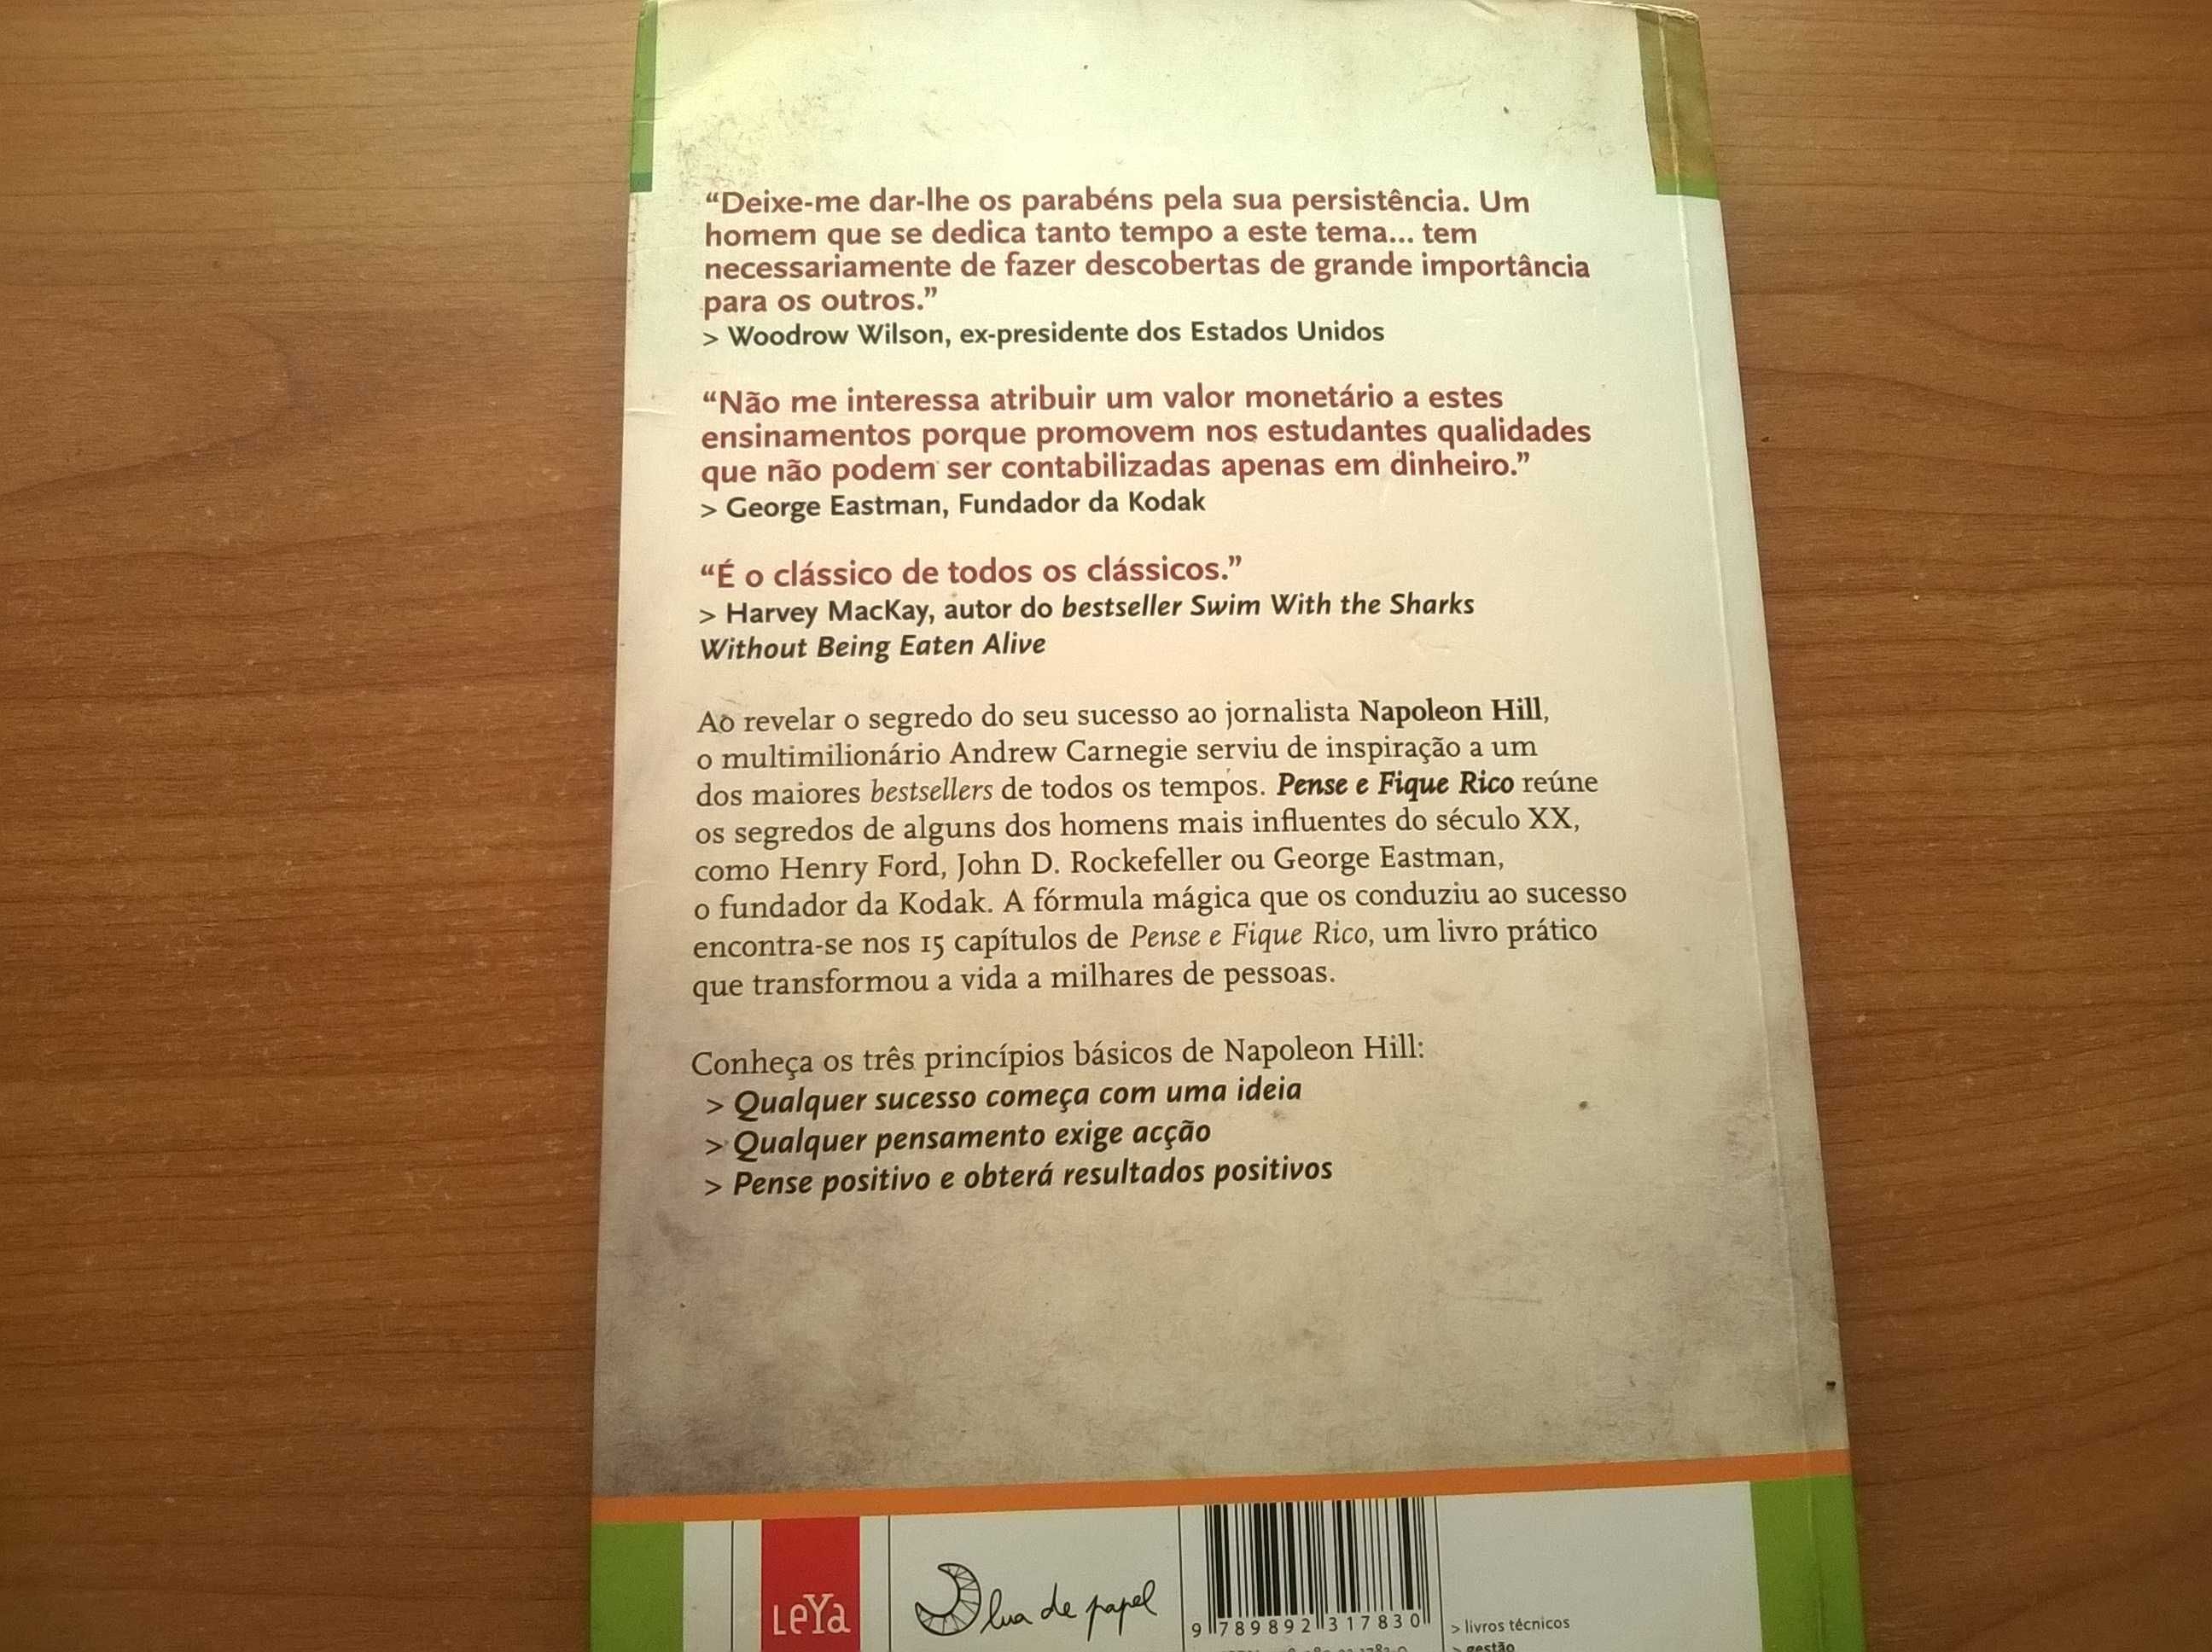 “Deixe-me dar-lhe os parabéns pela sua persistência. Um
homem que se dedica tanto tempo a este tema... tem
necessariamente de fazer descobertas de grande importância
para os outros.”
> Woodrow Wilson, ex-presidente dos Estados Unidos
“Não me interessa atribuir um valor monetário a estes
ensinamentos porque promovem nos estudantes qualidades
que não podem ser contabilizadas apenas em dinheiro.”
> George Eastman, Fundador da Kodak
“É o clássico de todos os clássicos.”
> Harvey MacKay, autor do bestseller Swim With the Sharks
Without Being Eaten Alive
Ao revelar o segredo do seu sucesso ao jornalista Napoleon Hill,
o multimilionário Andrew Carnegie serviu de inspiração a um
dos maiores bestsellers de todos os tempos. Pense e Fique Rico reúne
os segredos de alguns dos homens mais influentes do século XX,
como Henry Ford, John D. Rockefeller ou George Eastman,
o fundador da Kodak. A fórmula mágica que os conduziu ao sucesso
encontra-se nos 15 capítulos de Pense e Fique Rico, um livro prático
que transformou a vida a milhares de pessoas.
Conheça os três princípios básicos de Napoleon Hill:
> Qualquer sucesso começa com uma ideia
> Qualquer pensamento exige acção
> Pense positivo e obterá resultados positivos
LeYa
lua de papel
9 789892 317830
> livros técnicos
> gestão